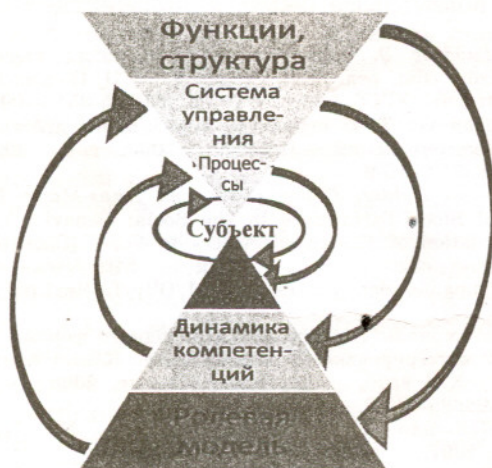 Функции,
структура
Система
управле-
ния
Процес-
сы
Субъект
Динамика
компетен-
ций
Ролевая
модель